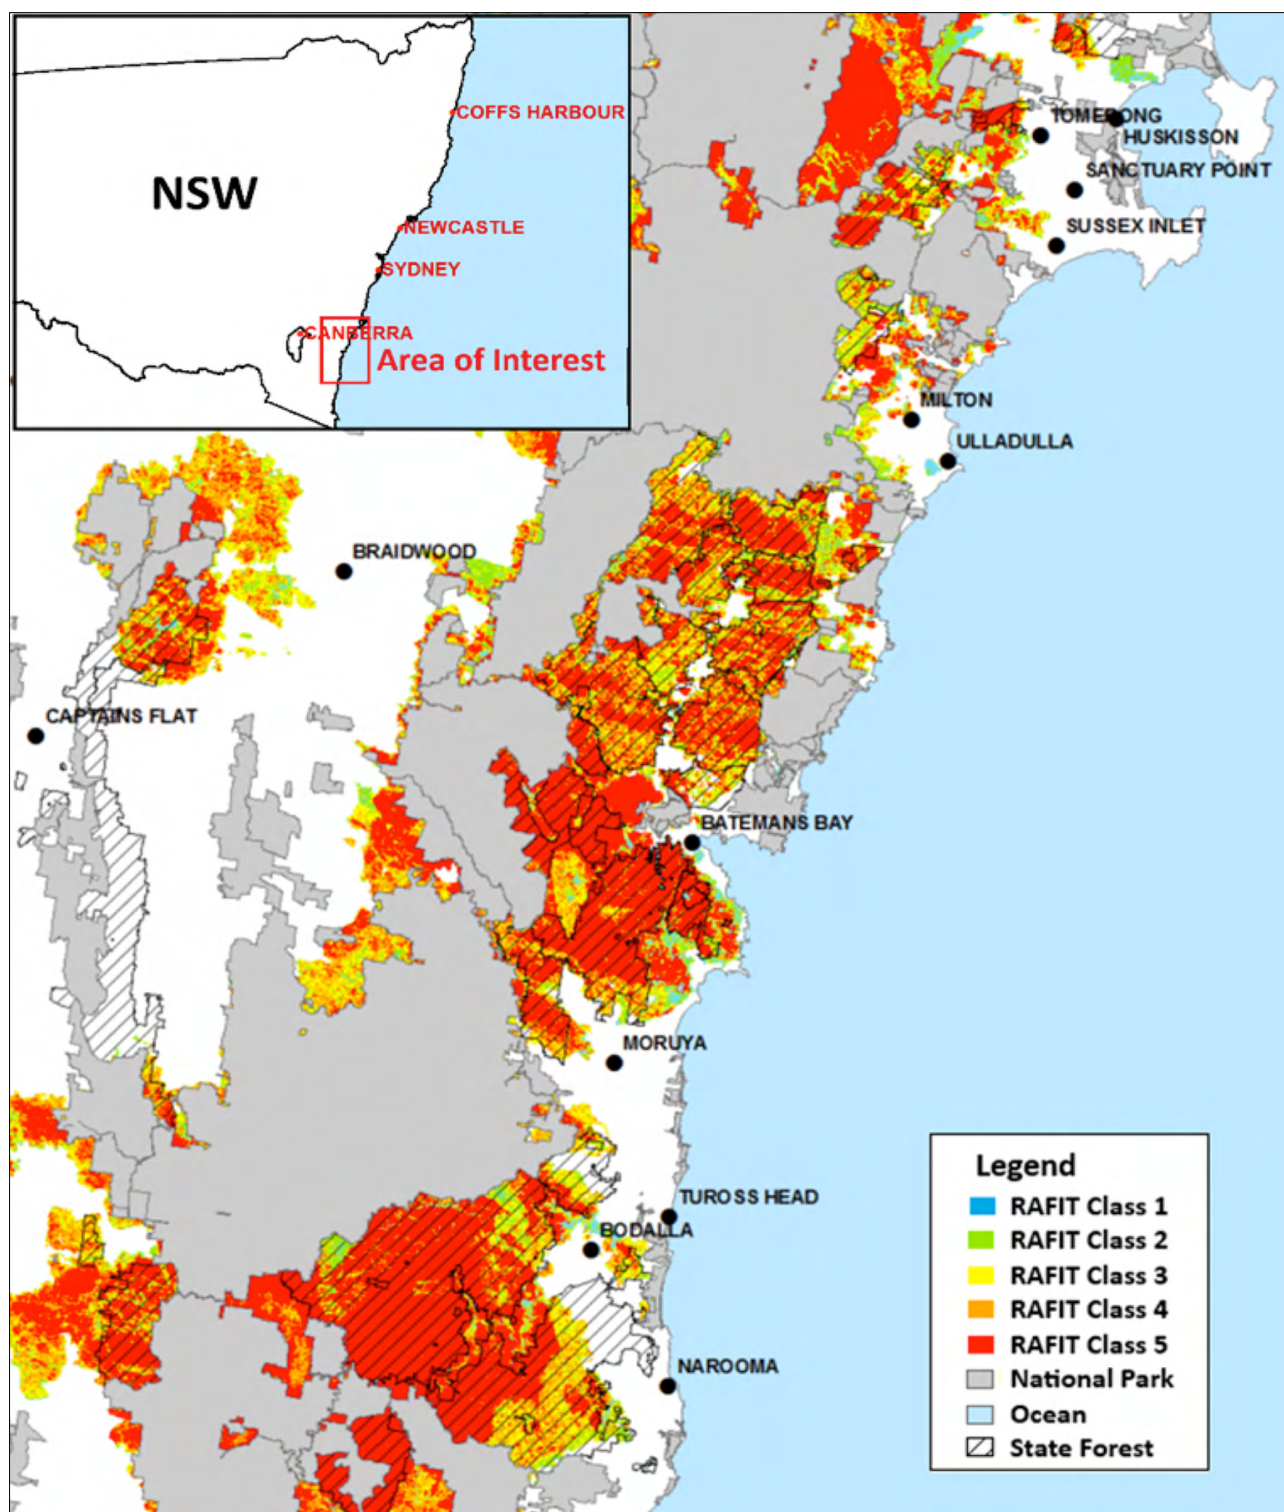 COFFS HARBOUR
NSW
NEWCASTLE
SYDNEY
CANBERRA
Area of Interest
TOMERONG
HUSKISSON
SANCTUARY POINT
SUSSEX INLET
MILTON
ULLADULLA
BRAIDWOOD
CAPTAINS FLAT
BATEMANS BAY
MORUYA
TUROSS HEAD
BODALLA
NAROOMA
Legend
RAFIT Class 1
RAFIT Class 2
RAFIT Class 3
RAFIT Class 4
RAFIT Class 5
National Park
Ocean
State Forest